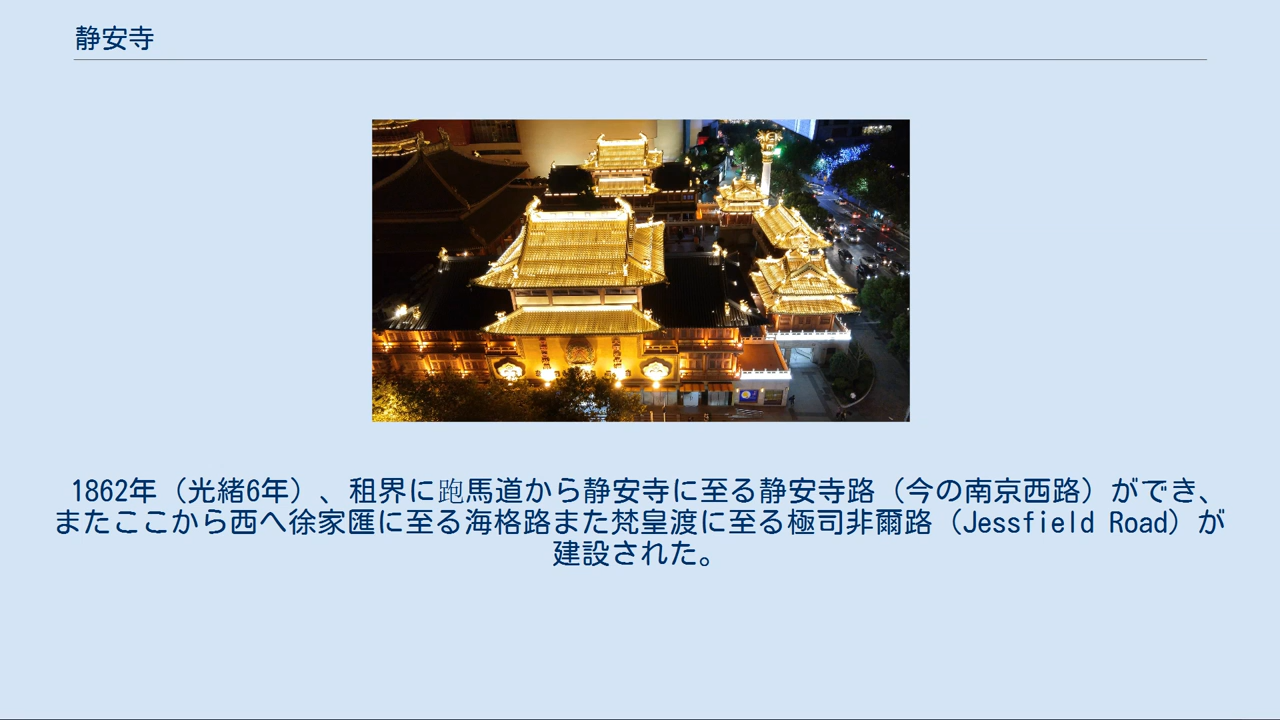 静安寺
1862年（光緒6年）、租界に跑馬道から静安寺に至る静安寺路（今の南京西路）ができ、
またここから西へ徐家匯に至る海格路また梵皇渡に至る極司非爾路（Jessfield Road）が
建設された。